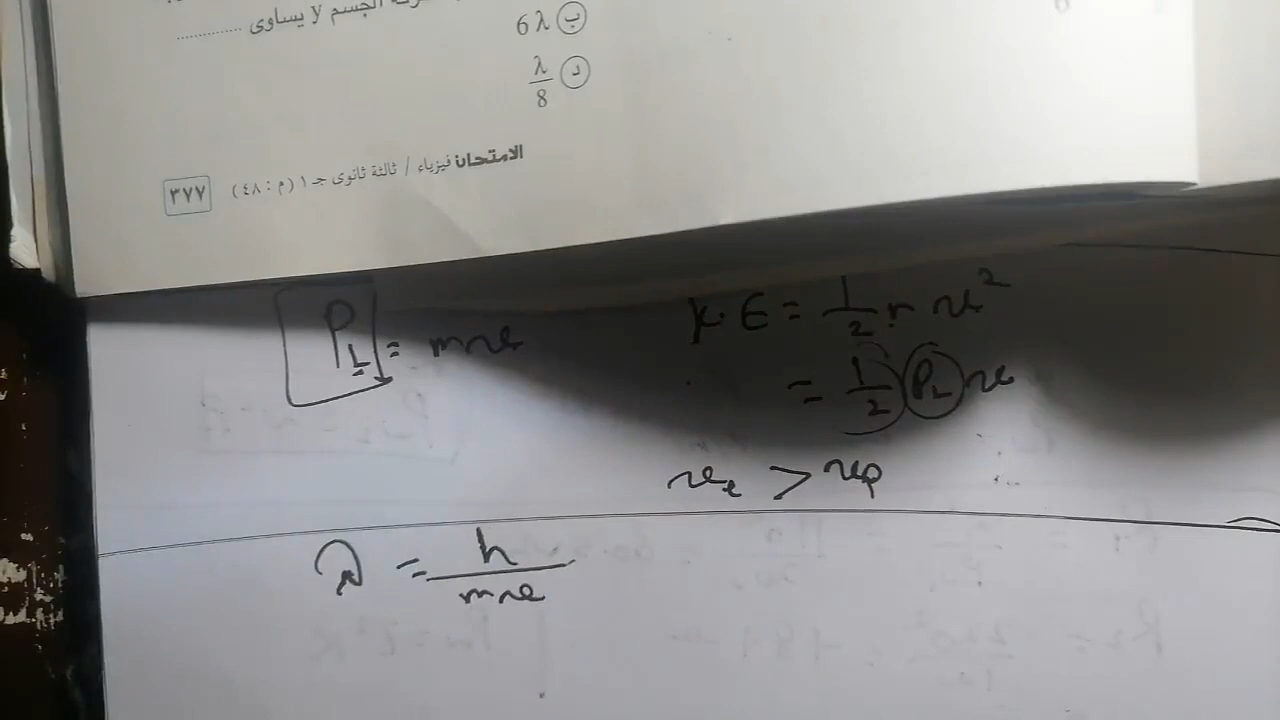 الجسم لا يساوى ............
ب 6λ
د λ/8
الامتحان فيزياء / ثالثة ثانوى جـ ١ (م : ٤٨) ٣٧٧
P_L = mv
K.E = 1/2 m v²
= 1/2 P_L v
v_e > v_p
λ = h/mv